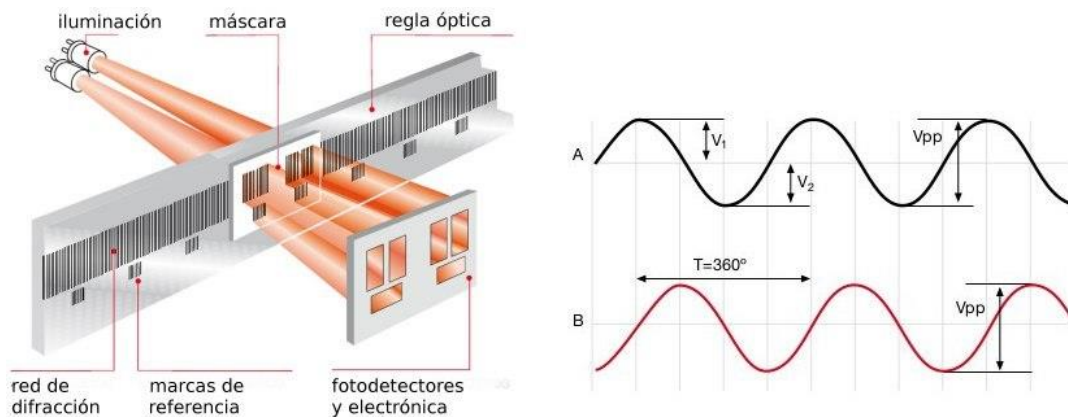 iluminación
máscara
regla óptica
red de
difracción
marcas de
referencia
fotodetectores
y electrónica
A
V₁
V₂
Vpp
T=360º
B
Vpp